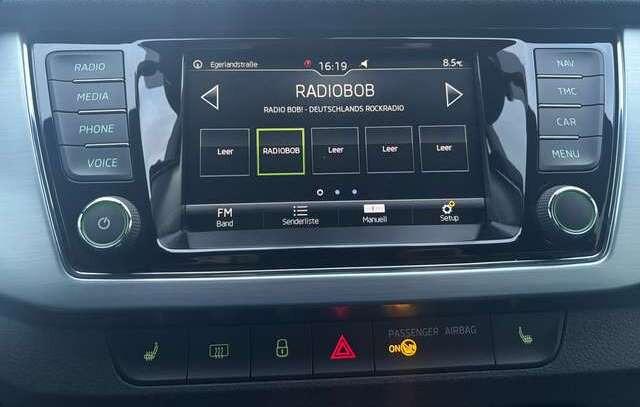 RADIO
MEDIA
PHONE
VOICE
Egerlandstraße 16:19 8.5°C
RADIOBOB
RADIO BOB! - DEUTSCHLANDS ROCKRADIO
Leer RADIOBOB Leer Leer Leer
FM
Band Senderliste Manuell Setup
NAV
TMC
CAR
MENU
PASSENGER AIRBAG
ON